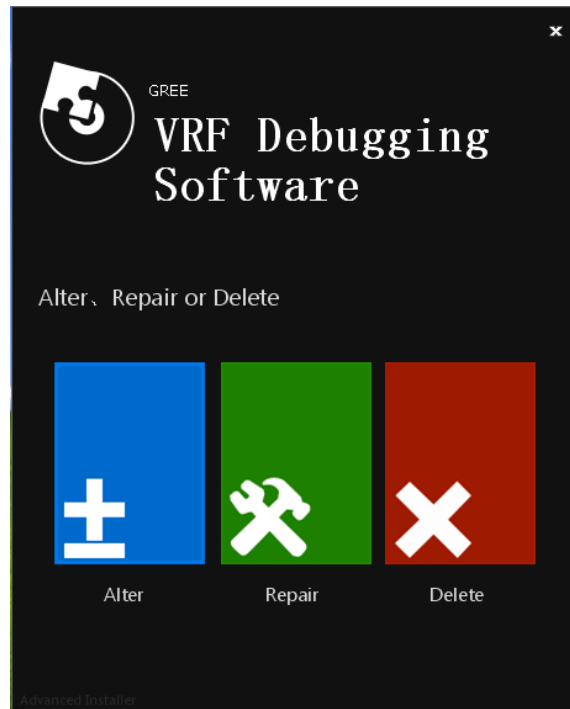 GREE
VRF Debugging
Software
Alter、Repair or Delete
Alter
Repair
Delete
Advanced Installer